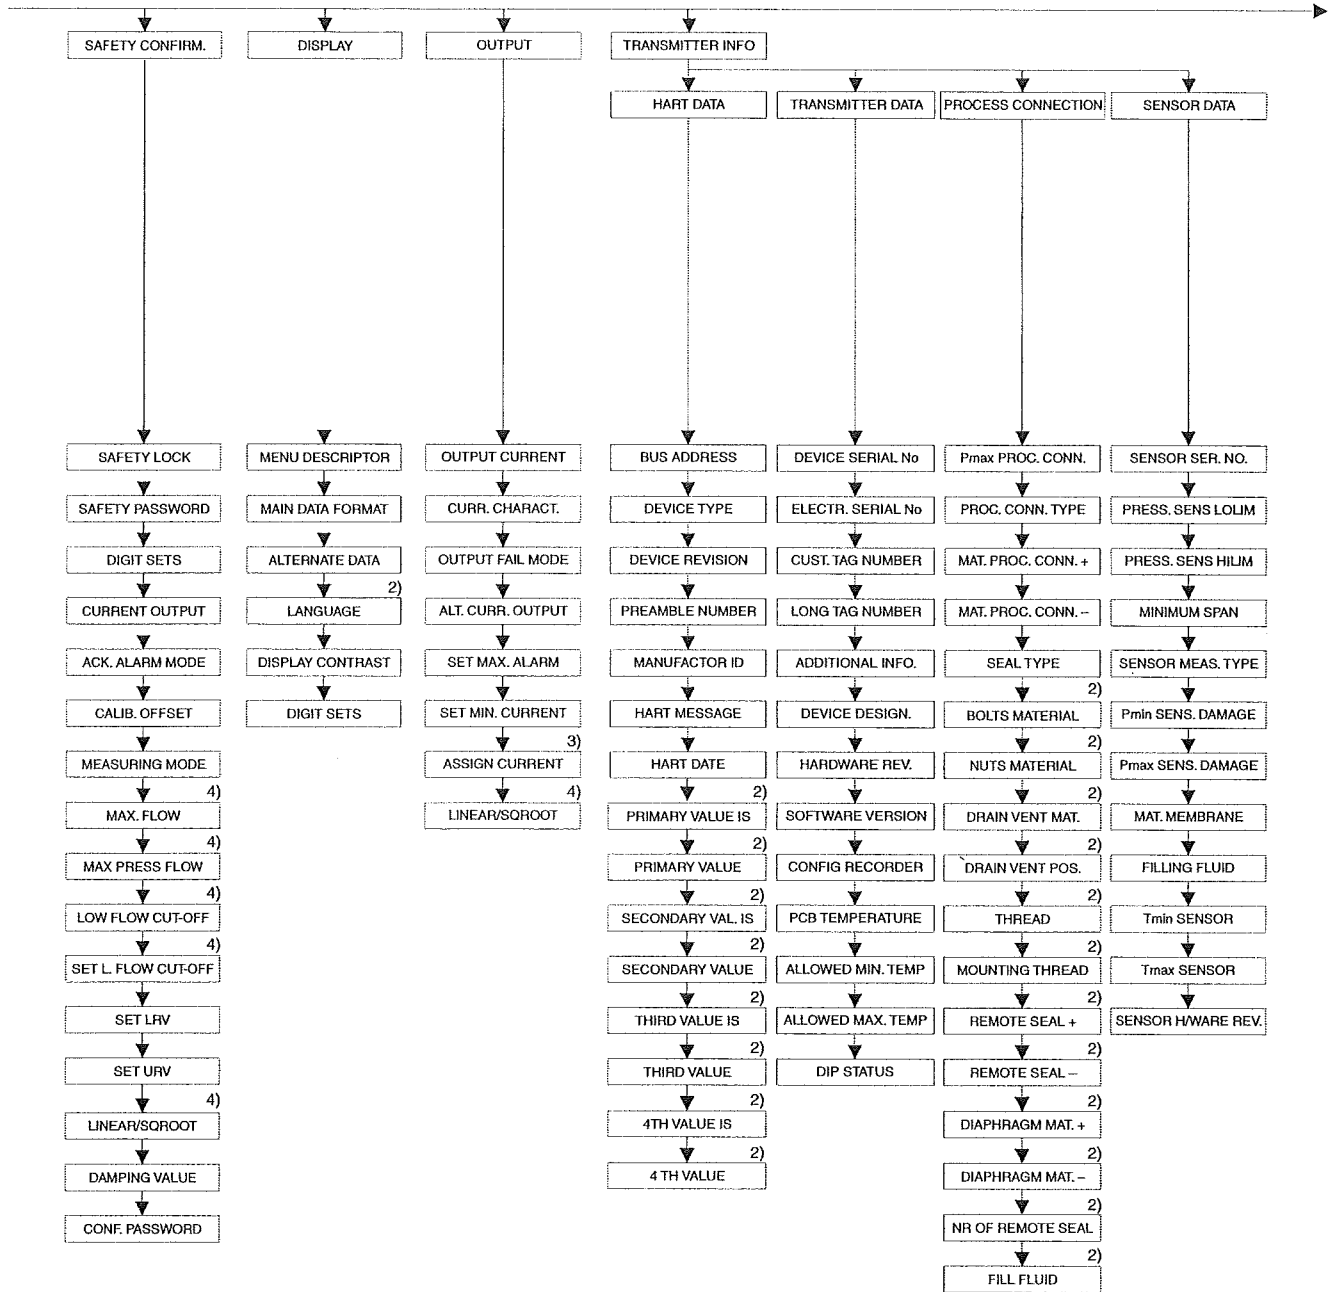 SAFETY CONFIRM.
DISPLAY
OUTPUT
TRANSMITTER INFO
HART DATA
TRANSMITTER DATA
PROCESS CONNECTION
SENSOR DATA
SAFETY LOCK
SAFETY PASSWORD
DIGIT SETS
CURRENT OUTPUT
ACK. ALARM MODE
CALIB. OFFSET
MEASURING MODE
4)
MAX. FLOW
4)
MAX PRESS FLOW
4)
LOW FLOW CUT-OFF
4)
SET L. FLOW CUT-OFF
SET LRV
SET URV
4)
LINEAR/SQROOT
DAMPING VALUE
CONF. PASSWORD
MENU DESCRIPTOR
MAIN DATA FORMAT
ALTERNATE DATA
2)
LANGUAGE
DISPLAY CONTRAST
DIGIT SETS
OUTPUT CURRENT
CURR. CHARACT.
OUTPUT FAIL MODE
ALT. CURR. OUTPUT
SET MAX. ALARM
SET MIN. CURRENT
3)
ASSIGN CURRENT
4)
LINEAR/SQROOT
BUS ADDRESS
DEVICE TYPE
DEVICE REVISION
PREAMBLE NUMBER
MANUFACTOR ID
HART MESSAGE
HART DATE
2)
PRIMARY VALUE IS
2)
PRIMARY VALUE
2)
SECONDARY VAL. IS
2)
SECONDARY VALUE
2)
THIRD VALUE IS
2)
THIRD VALUE
2)
4TH VALUE IS
2)
4 TH VALUE
DEVICE SERIAL No
ELECTR. SERIAL No
CUST. TAG NUMBER
LONG TAG NUMBER
ADDITIONAL INFO.
DEVICE DESIGN.
HARDWARE REV.
SOFTWARE VERSION
CONFIG RECORDER
PCB TEMPERATURE
ALLOWED MIN. TEMP
ALLOWED MAX. TEMP
DIP STATUS
Pmax PROC. CONN.
PROC. CONN. TYPE
MAT. PROC. CONN. +
MAT. PROC. CONN. –
SEAL TYPE
2)
BOLTS MATERIAL
2)
NUTS MATERIAL
2)
DRAIN VENT MAT.
2)
DRAIN VENT POS.
2)
THREAD
2)
MOUNTING THREAD
2)
REMOTE SEAL +
2)
REMOTE SEAL –
2)
DIAPHRAGM MAT. +
2)
DIAPHRAGM MAT. –
2)
NR OF REMOTE SEAL
2)
FILL FLUID
SENSOR SER. NO.
PRESS. SENS LOLIM
PRESS. SENS HILIM
MINIMUM SPAN
SENSOR MEAS. TYPE
Pmin SENS. DAMAGE
Pmax SENS. DAMAGE
MAT. MEMBRANE
FILLING FLUID
Tmin SENSOR
Tmax SENSOR
SENSOR H/WARE REV.